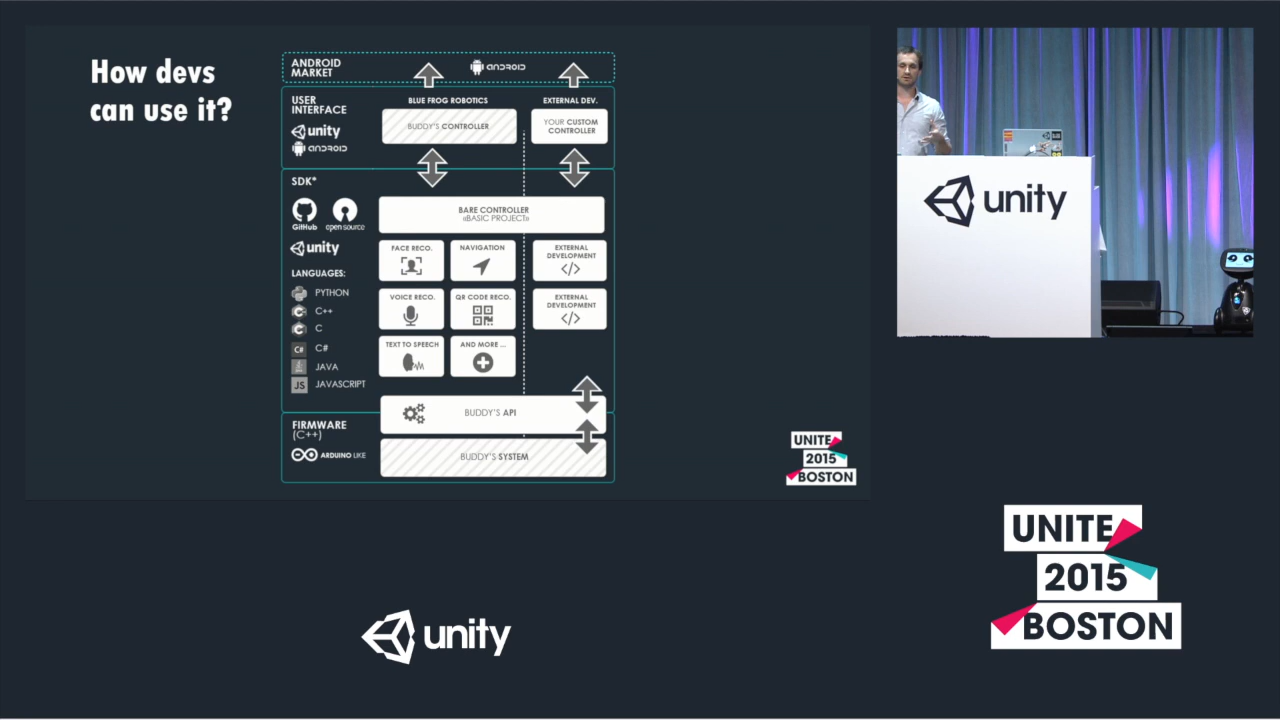 How devs
can use it?
ANDROID
MARKET
ANDROID
USER
INTERFACE
unity
ANDROID
BLUE FROG ROBOTICS
BUDDY'S CONTROLLER
EXTERNAL DEV.
YOUR CUSTOM
CONTROLLER
SDK*
GitHub
open source
unity
LANGUAGES:
PYTHON
C++
C
C#
C#
JAVA
JS
JAVASCRIPT
BARE CONTROLLER
«BASIC PROJECT»
FACE RECO.
NAVIGATION
EXTERNAL
DEVELOPMENT
</>
VOICE RECO.
QR CODE RECO.
EXTERNAL
DEVELOPMENT
</>
TEXT TO SPEECH
AND MORE ...
BUDDY'S API
FIRMWARE
(C++)
ARDUINO LIKE
BUDDY'S SYSTEM
UNITE
2015
BOSTON
unity
UNITE
2015
BOSTON
unity